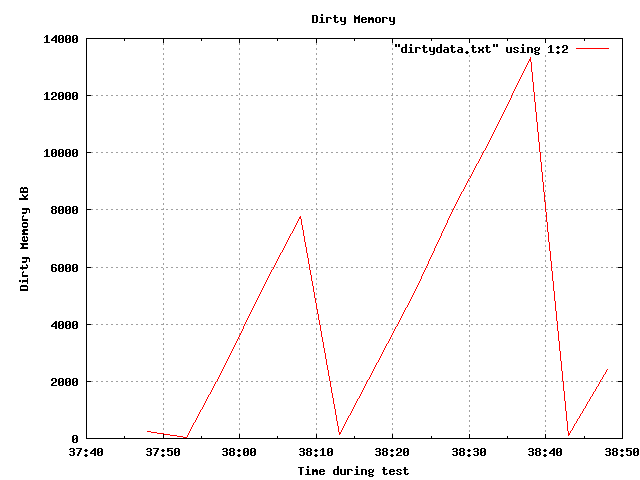 Dirty Memory
"dirtydata.txt" using 1:2
14000
12000
10000
8000
6000
4000
2000
0
Dirty Memory kB
37:40 37:50 38:00 38:10 38:20 38:30 38:40 38:50
Time during test